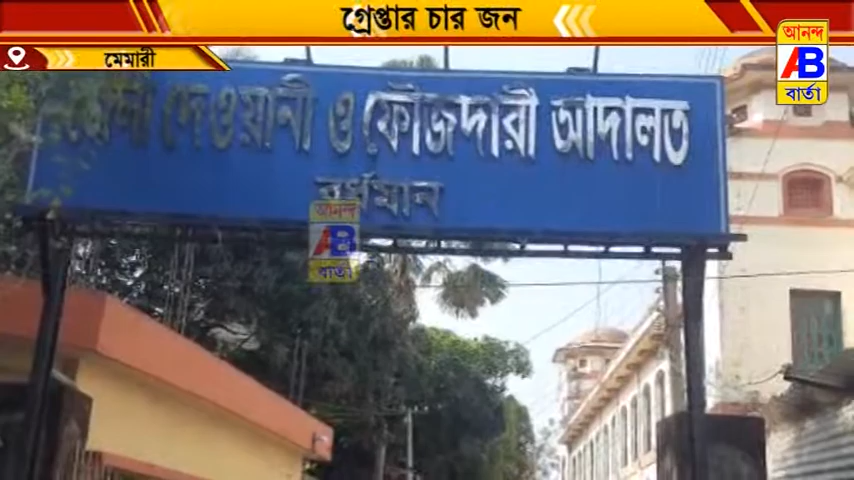 গ্রেপ্তার চার জন
মেমারী
আনন্দ
AB
বার্তা
জেলা দেওয়ানী ও ফৌজদারী আদালত
বর্ধমান
আনন্দ
AB
বার্তা